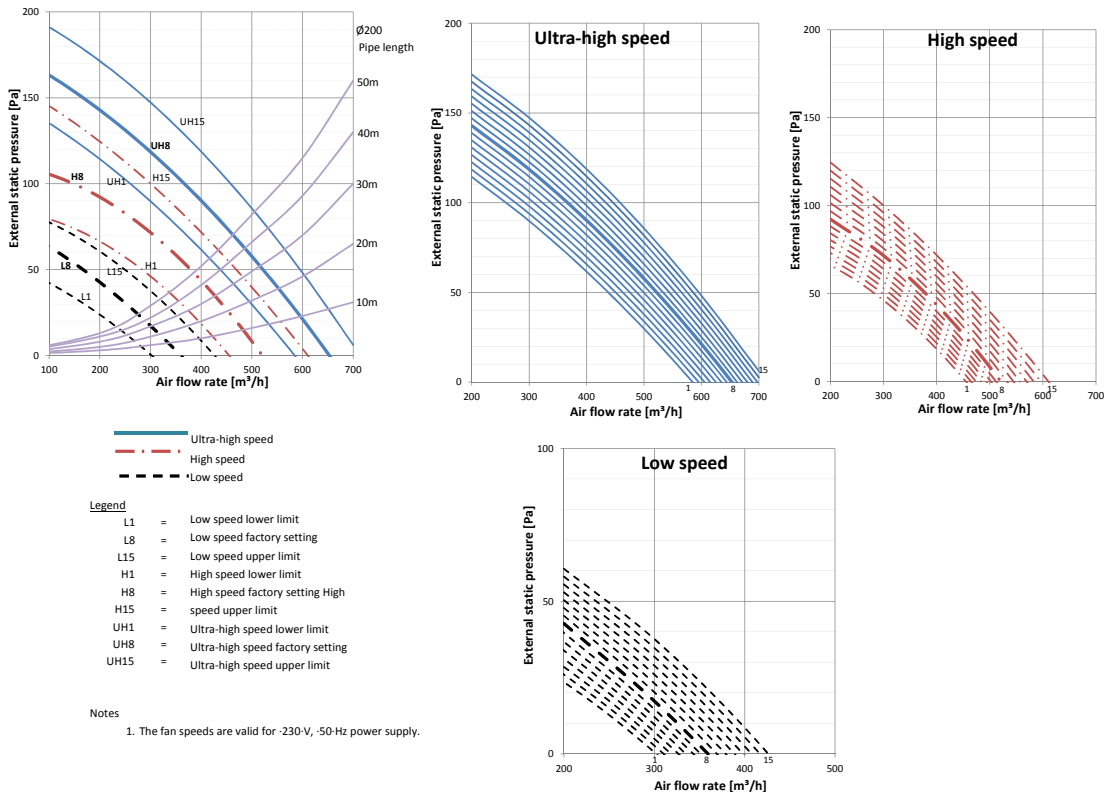 200
150
100
50
0
External static pressure [Pa]
100 200 300 400 500 600 700
Air flow rate [m³/h]
Ø200
Pipe length
50m
40m
30m
20m
10m
UH15
UH8
H15
H8
UH1
L8
L15
H1
L1
Ultra-high speed
200
150
100
50
0
External static pressure [Pa]
200 300 400 500 600 700
1 8 15
Air flow rate [m³/h]
High speed
200
150
100
50
0
External static pressure [Pa]
200 300 400 500 600 700
1 8 15
Air flow rate [m³/h]
Ultra-high speed
High speed
Low speed
Legend
L1 = Low speed lower limit
L8 = Low speed factory setting
L15 = Low speed upper limit
H1 = High speed lower limit
H8 = High speed factory setting High
H15 = speed upper limit
UH1 = Ultra-high speed lower limit
UH8 = Ultra-high speed factory setting
UH15 = Ultra-high speed upper limit
Notes
1. The fan speeds are valid for ·230·V, ·50·Hz power supply.
Low speed
100
50
0
External static pressure [Pa]
200 300 400 500
1 8 15
Air flow rate [m³/h]